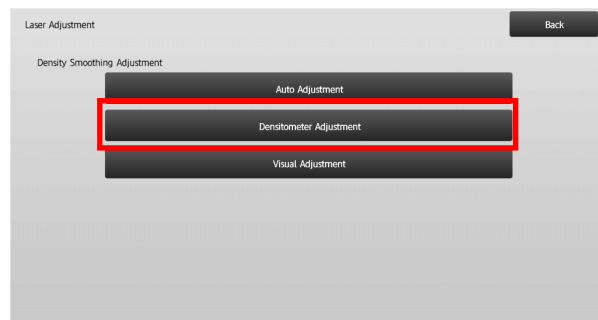 Laser Adjustment
Back
Density Smoothing Adjustment
Auto Adjustment
Densitometer Adjustment
Visual Adjustment